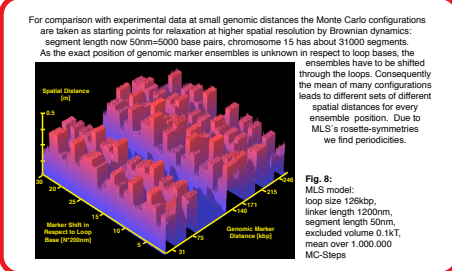 For comparison with experimental data at small genomic distances the Monte Carlo configurations
are taken as starting points for relaxation at higher spatial resolution by Brownian dynamics:
segment length now 50nm=5000 base pairs, chromosome 15 has about 31000 segments.
As the exact position of genomic marker ensembles is unknown in respect to loop bases, the
ensembles have to be shifted
through the loops. Consequently
the mean of many configurations
leads to different sets of different
spatial distances for every
ensemble position. Due to
MLS´s rosette-symmetries
we find periodicities.
Spatial Distance
[m]
0.5
30
25
20
15
10
5
Marker Shift in
Respect to Loop
Base [N*200nm]
31
75
140
171
215
246
Genomic Marker
Distance [kbp]
Fig. 8:
MLS model:
loop size 126kbp,
linker length 1200nm,
segment length 50nm,
excluded volume 0.1kT,
mean over 1.000.000
MC-Steps